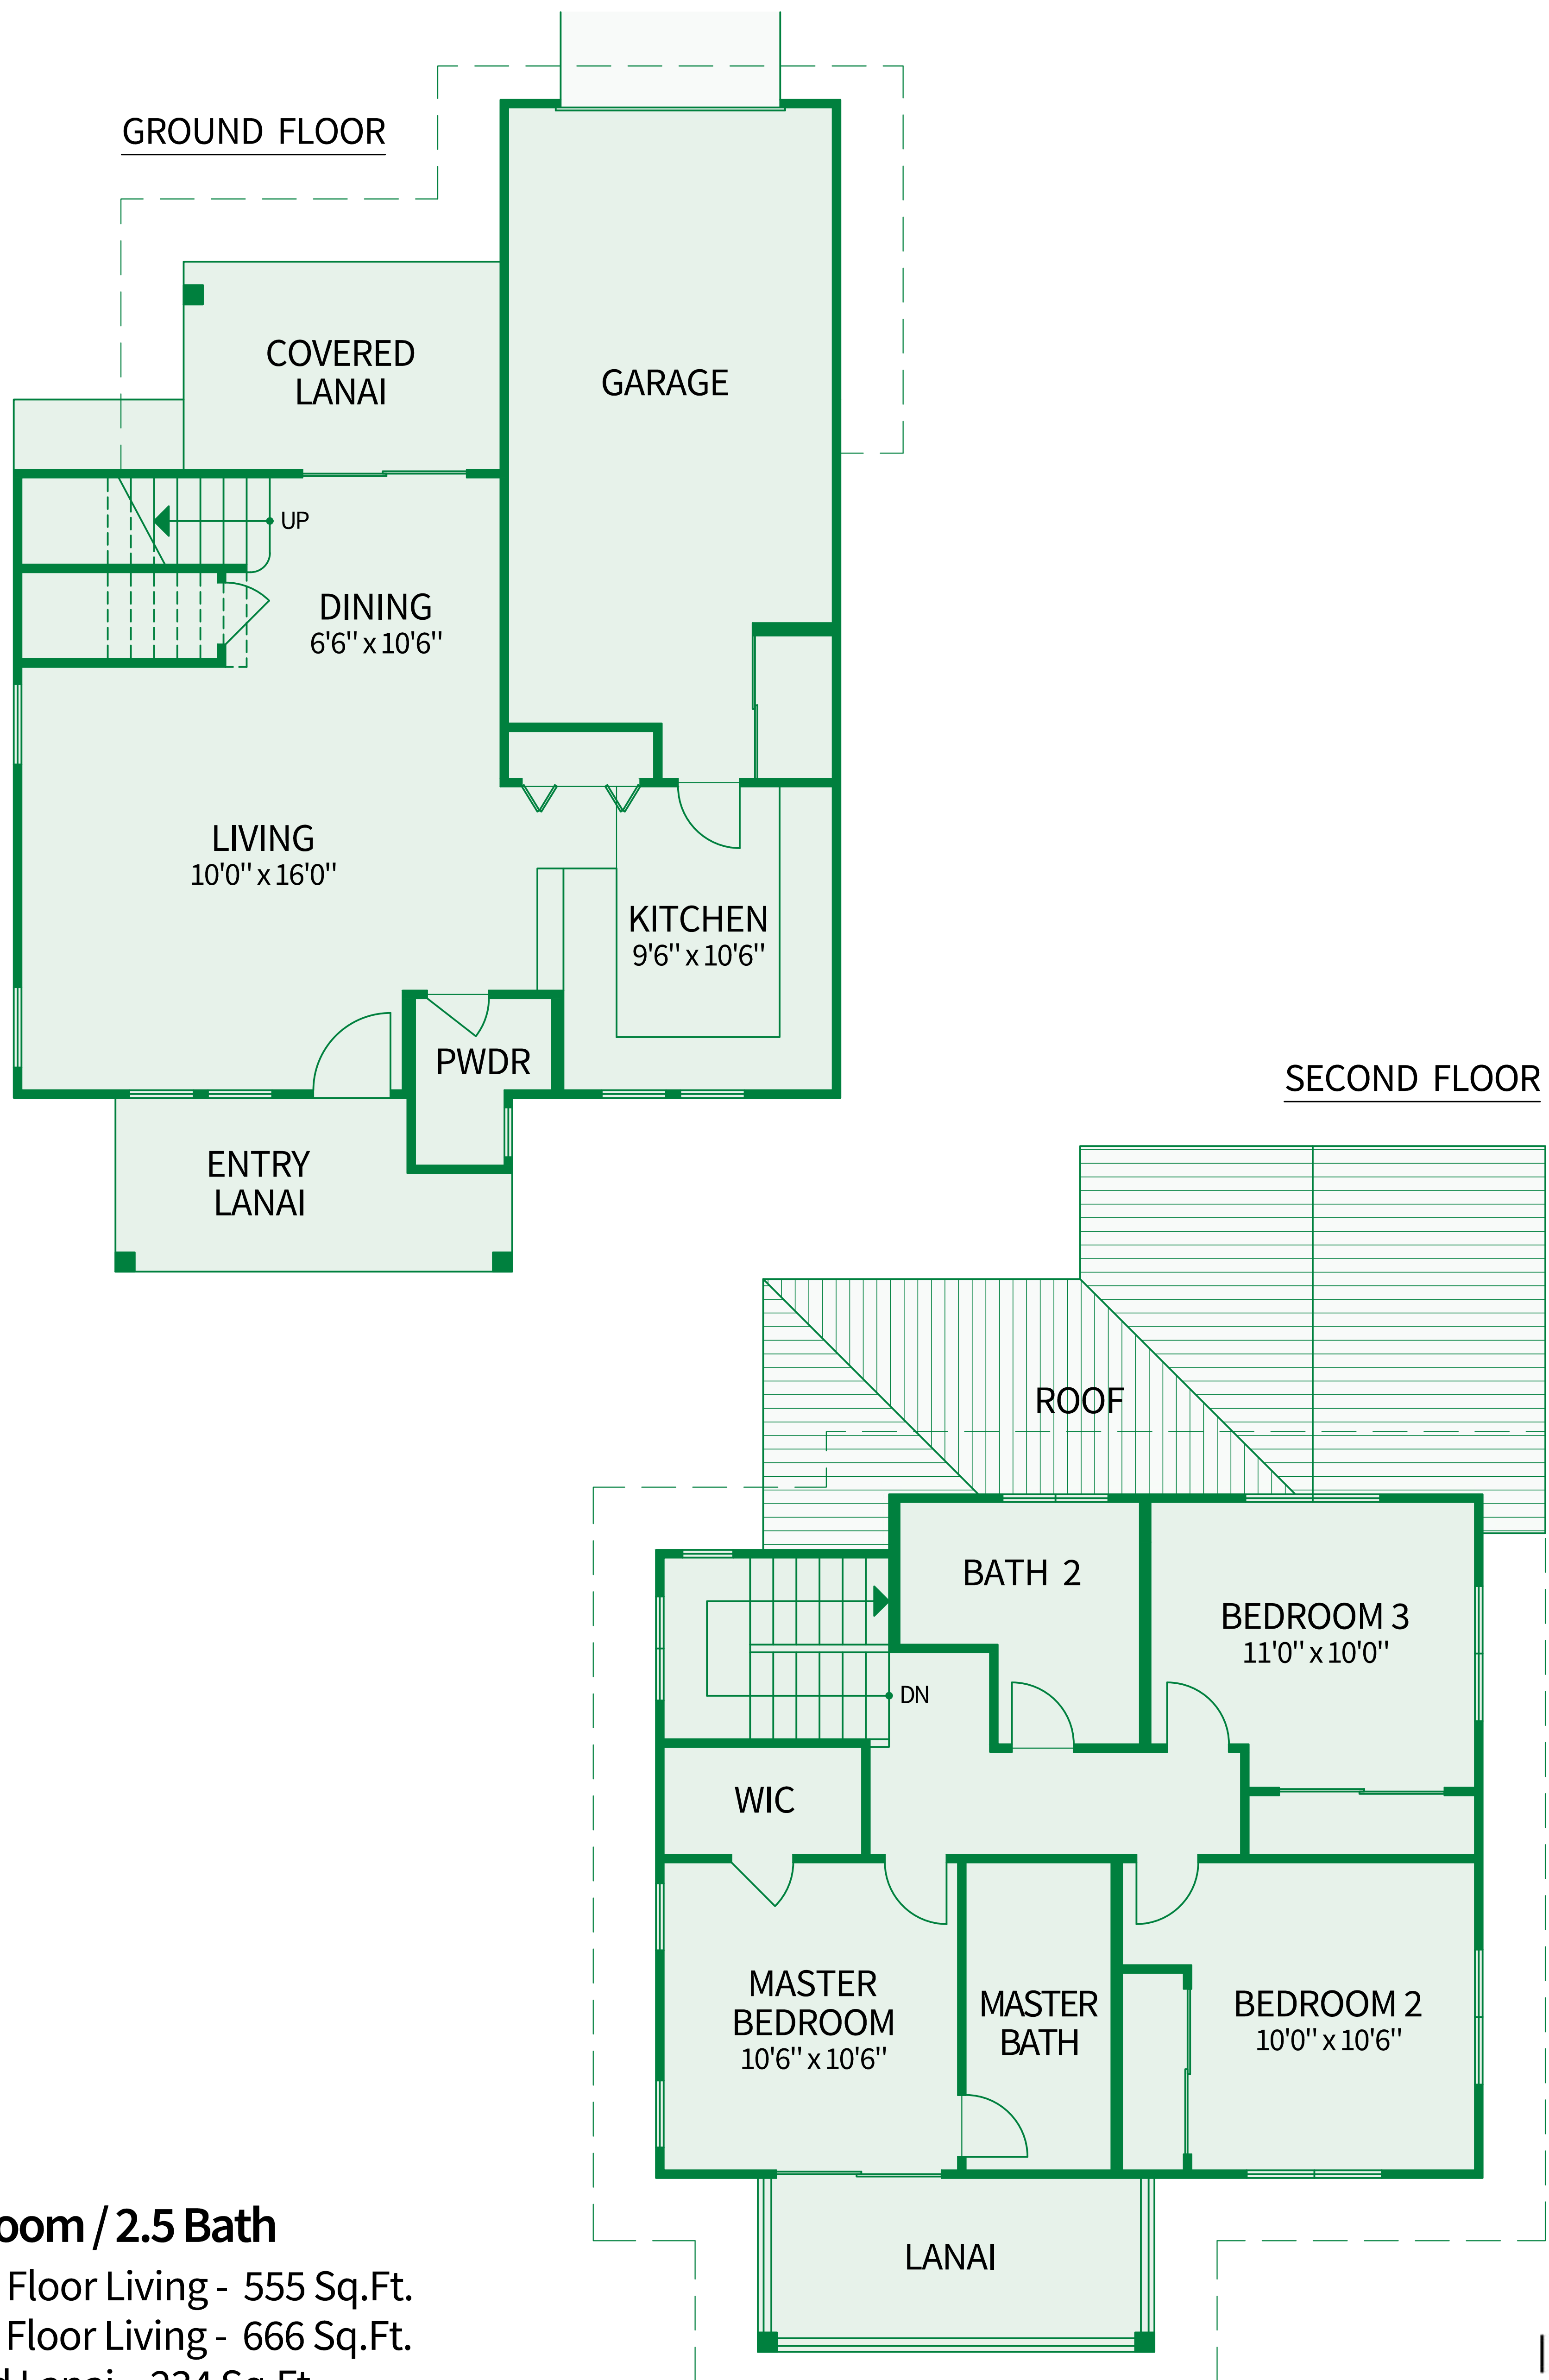 GROUND FLOOR
COVERED
LANAI
GARAGE
UP
DINING
6'6" x 10'6"
LIVING
10'0" x 16'0"
KITCHEN
9'6" x 10'6"
PWDR
ENTRY
LANAI
SECOND FLOOR
ROOF
BATH 2
BEDROOM 3
11'0" x 10'0"
DN
WIC
MASTER
BEDROOM
10'6" x 10'6"
MASTER
BATH
BEDROOM 2
10'0" x 10'6"
LANAI
oom / 2.5 Bath
Floor Living - 555 Sq.Ft.
Floor Living - 666 Sq.Ft.